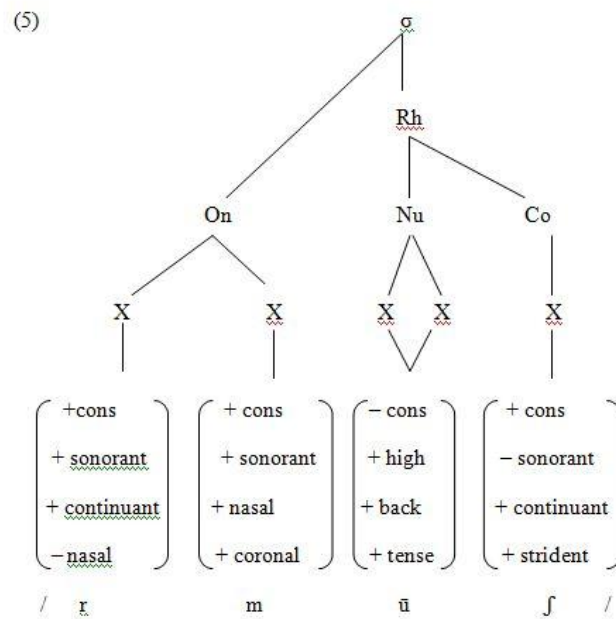 (5)
σ
Rh
On Nu Co
X X X X X
+cons + cons – cons + cons
+ sonorant + sonorant + high – sonorant
+ continuant + nasal + back + continuant
– nasal + coronal + tense + strident
/ r m ū ʃ /